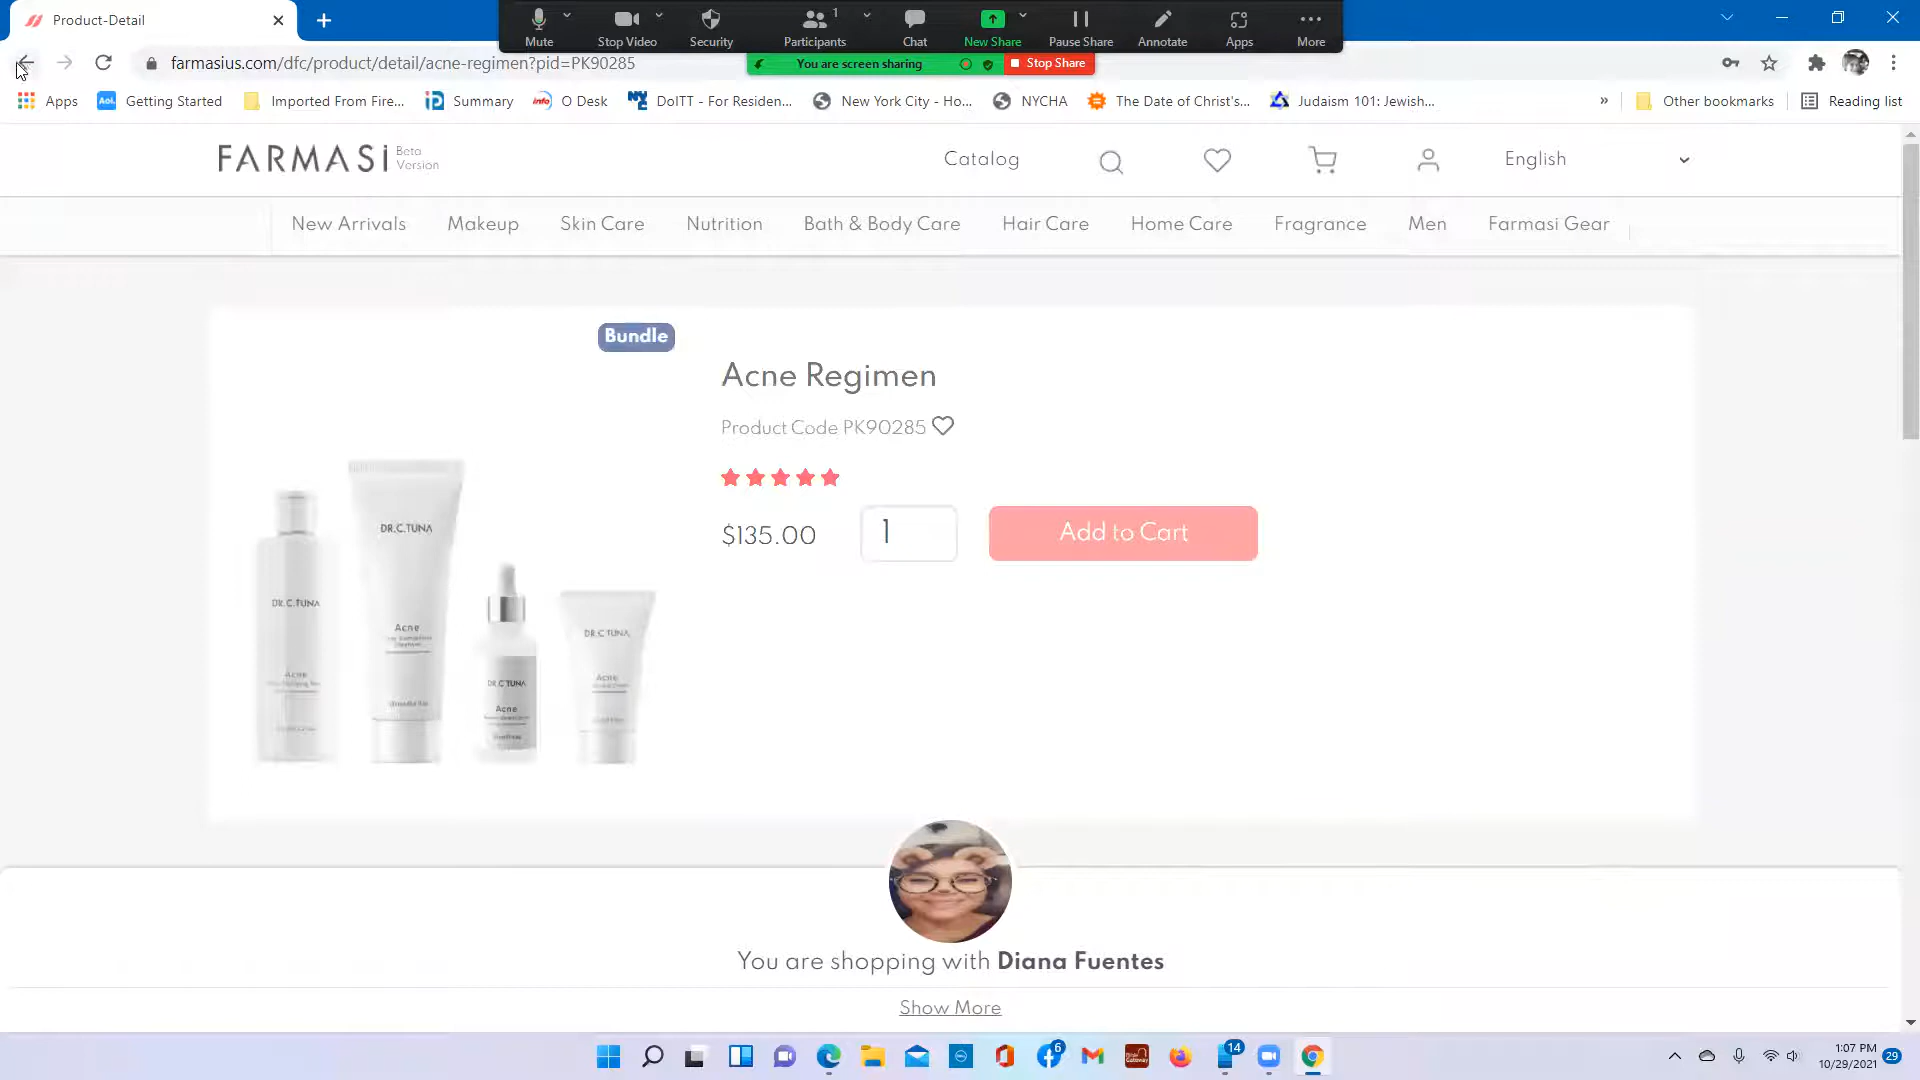 Product-Detail
Mute
Stop Video
Security
Participants
1
Chat
New Share
Pause Share
Annotate
Apps
More
farmasius.com/dfc/product/detail/acne-regimen?pid=PK90285
You are screen sharing
Stop Share
Apps
Aol.
Getting Started
Imported From Fire...
Summary
info
O Desk
NYC
DoITT - For Residen...
New York City - Ho...
NYCHA
The Date of Christ's...
Judaism 101: Jewish...
»
Other bookmarks
Reading list
FARMASi
Beta
Version
Catalog
English
New Arrivals
Makeup
Skin Care
Nutrition
Bath & Body Care
Hair Care
Home Care
Fragrance
Men
Farmasi Gear
Bundle
Acne Regimen
Product Code PK90285
$135.00
1
Add to Cart
DR.C.TUNA
Acne
DR.C.TUNA
Acne
DR.C.TUNA
Acne
DR.C.TUNA
Acne
You are shopping with Diana Fuentes
Show More
6
14
1:07 PM
10/29/2021
29